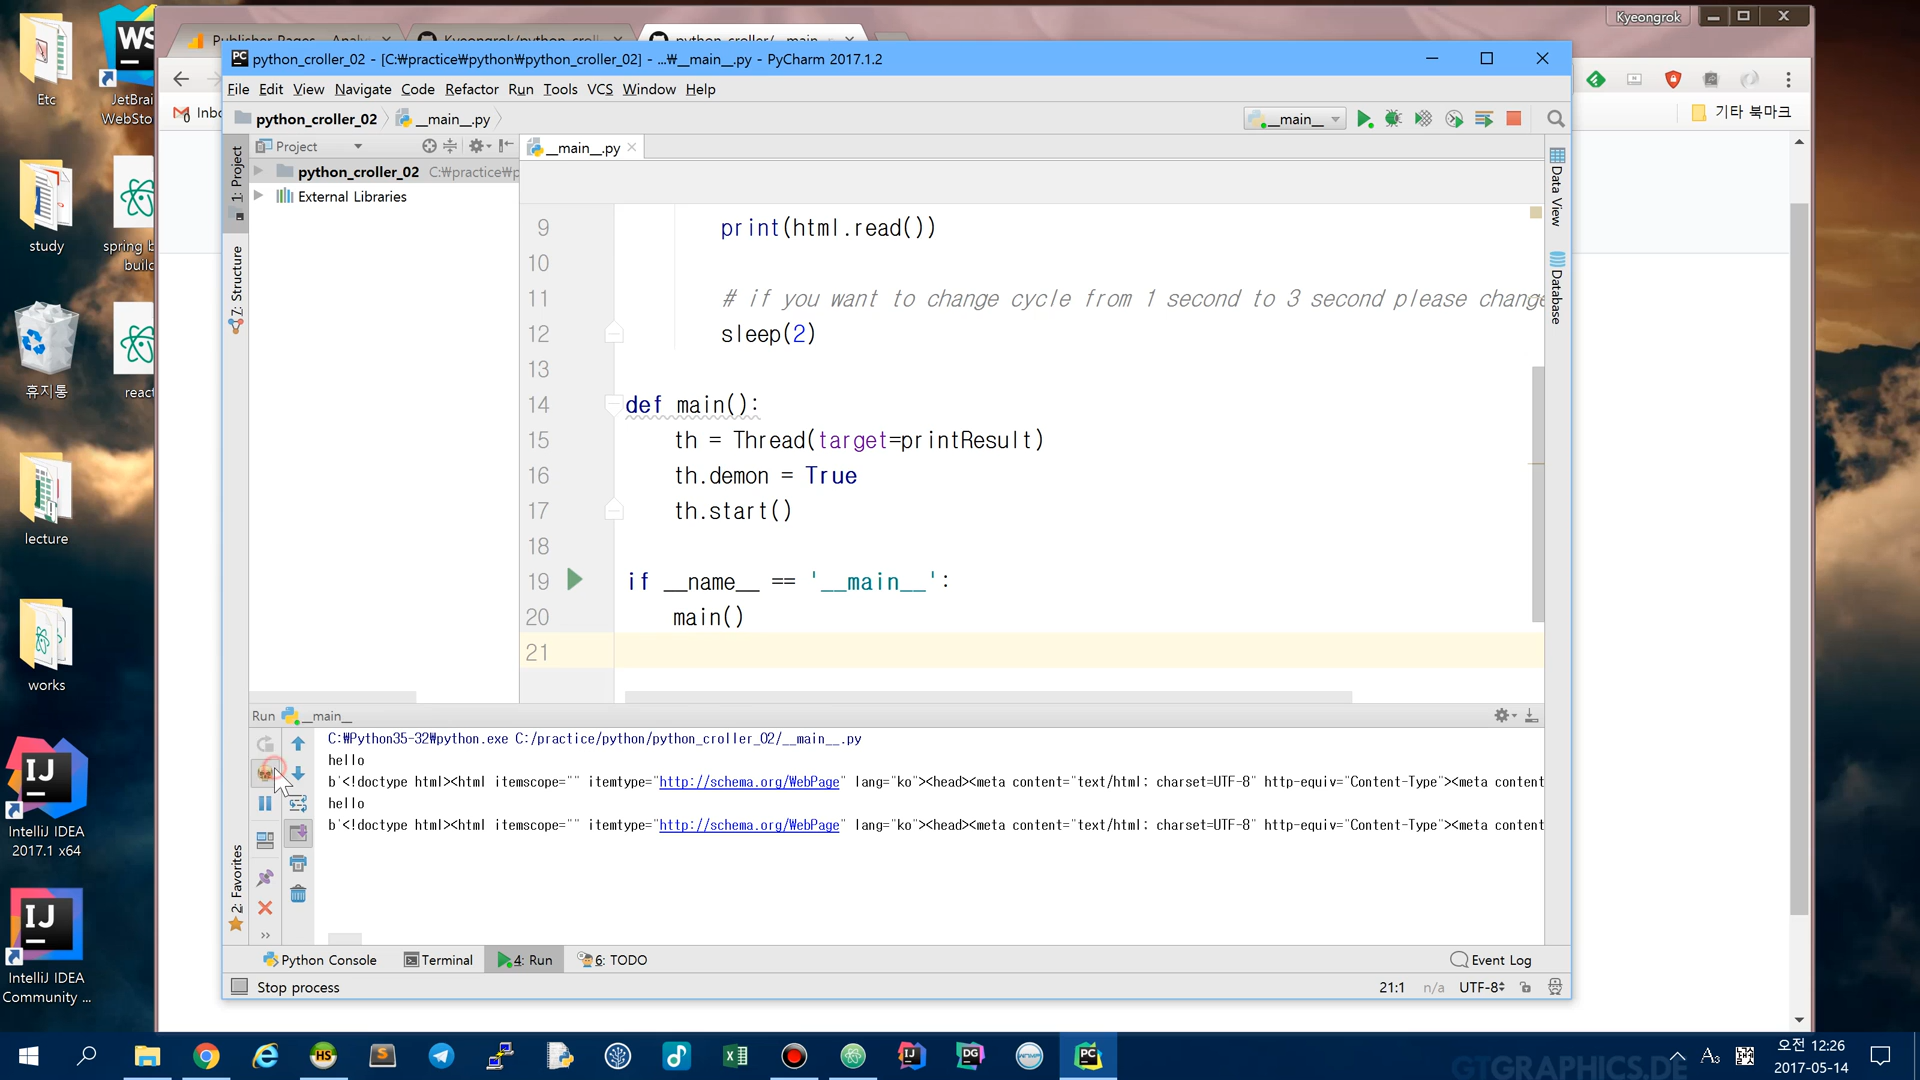 Etc
JetBrai
WebSto
study
spring b
build
휴지통
react
lecture
works
IntelliJ IDEA
2017.1 x64
IntelliJ IDEA
Community ...
Kyeongrok
기타 북마크
python_croller_02 - [C:₩practice₩python₩python_croller_02] - ...₩__main__.py - PyCharm 2017.1.2
File Edit View Navigate Code Refactor Run Tools VCS Window Help
python_croller_02 __main__.py
__main__
Project
__main__.py
1: Project
7: Structure
2: Favorites
python_croller_02 C:₩practice₩p
External Libraries
Data View
Database
9 print(html.read())
10
11 # if you want to change cycle from 1 second to 3 second please change
12 sleep(2)
13
14 def main():
15 th = Thread(target=printResult)
16 th.demon = True
17 th.start()
18
19 if __name__ == '__main__':
20 main()
21
Run __main__
C:₩Python35-32₩python.exe C:/practice/python/python_croller_02/__main__.py
hello
b'<!doctype html><html itemscope="" itemtype="http://schema.org/WebPage" lang="ko"><head><meta content="text/html; charset=UTF-8" http-equiv="Content-Type"><meta content
hello
b'<!doctype html><html itemscope="" itemtype="http://schema.org/WebPage" lang="ko"><head><meta content="text/html; charset=UTF-8" http-equiv="Content-Type"><meta content
Python Console Terminal 4: Run 6: TODO Event Log
Stop process 21:1 n/a UTF-8
오전 12:26
2017-05-14
GTGRAPHICS.DE